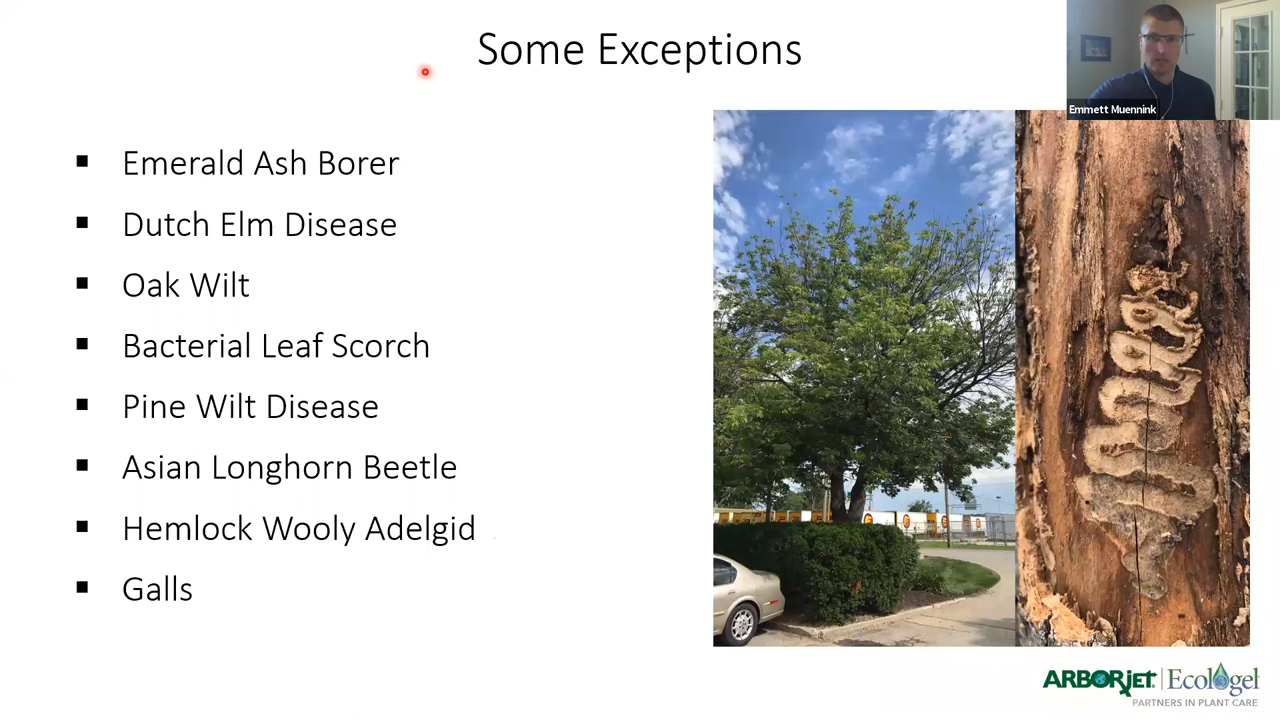 Some Exceptions
Emmett Muennink
▪ Emerald Ash Borer
▪ Dutch Elm Disease
▪ Oak Wilt
▪ Bacterial Leaf Scorch
▪ Pine Wilt Disease
▪ Asian Longhorn Beetle
▪ Hemlock Wooly Adelgid
▪ Galls
ARBORjet | Ecologel
PARTNERS IN PLANT CARE